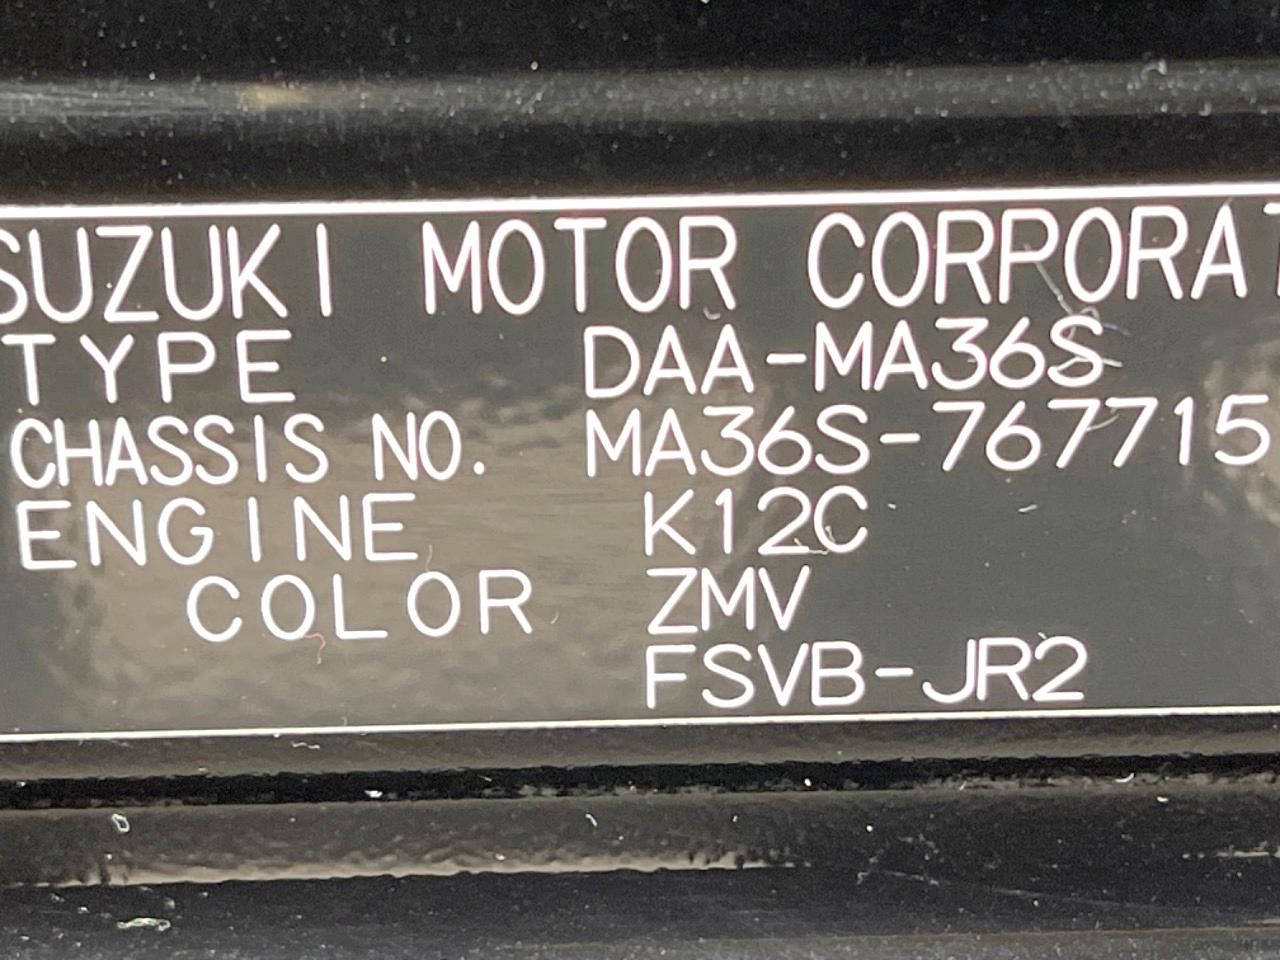 SUZUKI MOTOR CORPORAT
TYPE DAA-MA36S
CHASSIS NO. MA36S-767715
ENGINE K12C
COLOR ZMV
FSVB-JR2